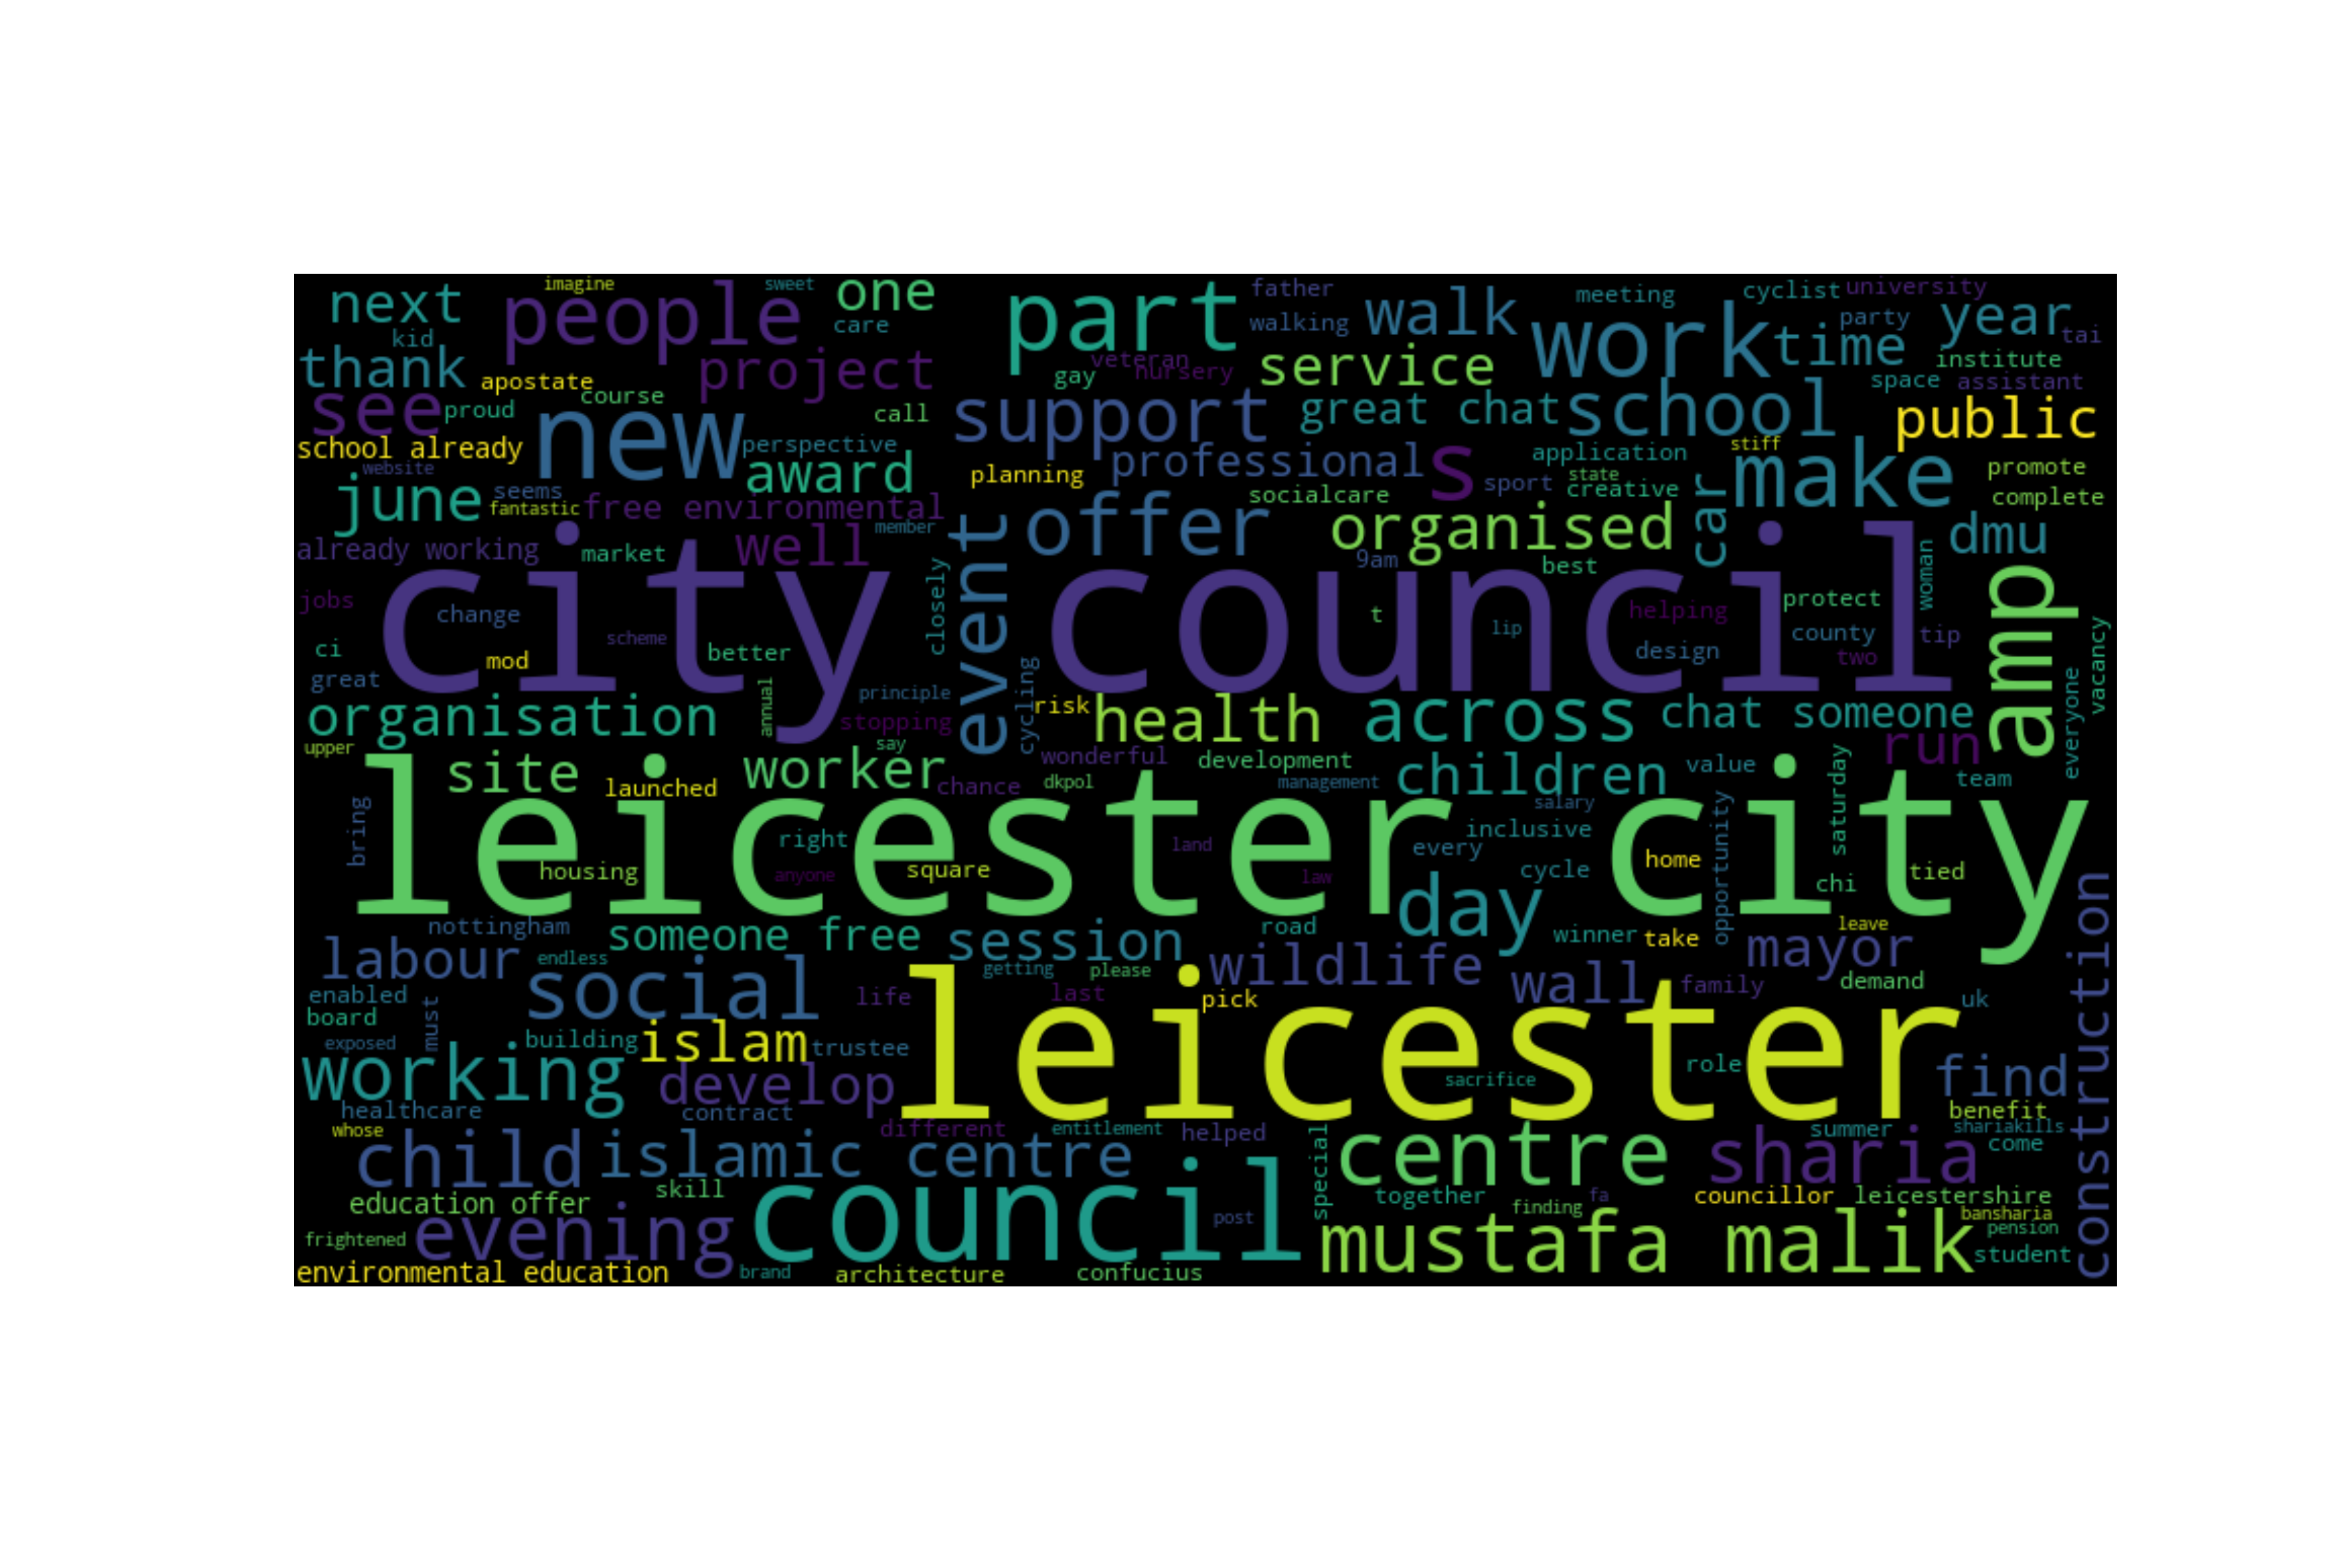 imagine sweet one father meeting cyclist university
next people part walking walk work party year tai
kid care veteran time institute
thank project gay nursery service space assistant
apostate course
see proud new call support great chat school public
school already perspective planning professional s application stiff
website award socialcare sport state creative car make promote
june seems fantastic free environmental member event offer organised complete
already working market well closely 9am best woman dmu
jobs change city council t helping protect amp
ci scheme better lip design county tip vacancy
great mod annual principle cycling two everyone
organisation stopping risk health across chat someone
upper say wonderful development run
site launched worker chance dkpol management children value saturday team
bring leicester city salary
right land inclusive opportunity
housing anyone square law every cycle home chi tied
nottingham someone free session road day winner take leave construction
labour endless getting please wildlife wall mayor
enabled must social life last pick family demand uk
board building islam trustee leicester
exposed working develop sacrifice role find
healthcare contract benefit
whose different entitlement helped special summer shariakills
child islamic centre centre sharia come
education offer skill together councillor leicestershire
evening council post finding fa bansharia
frightened mustafa malik pension student
environmental education brand architecture confucius